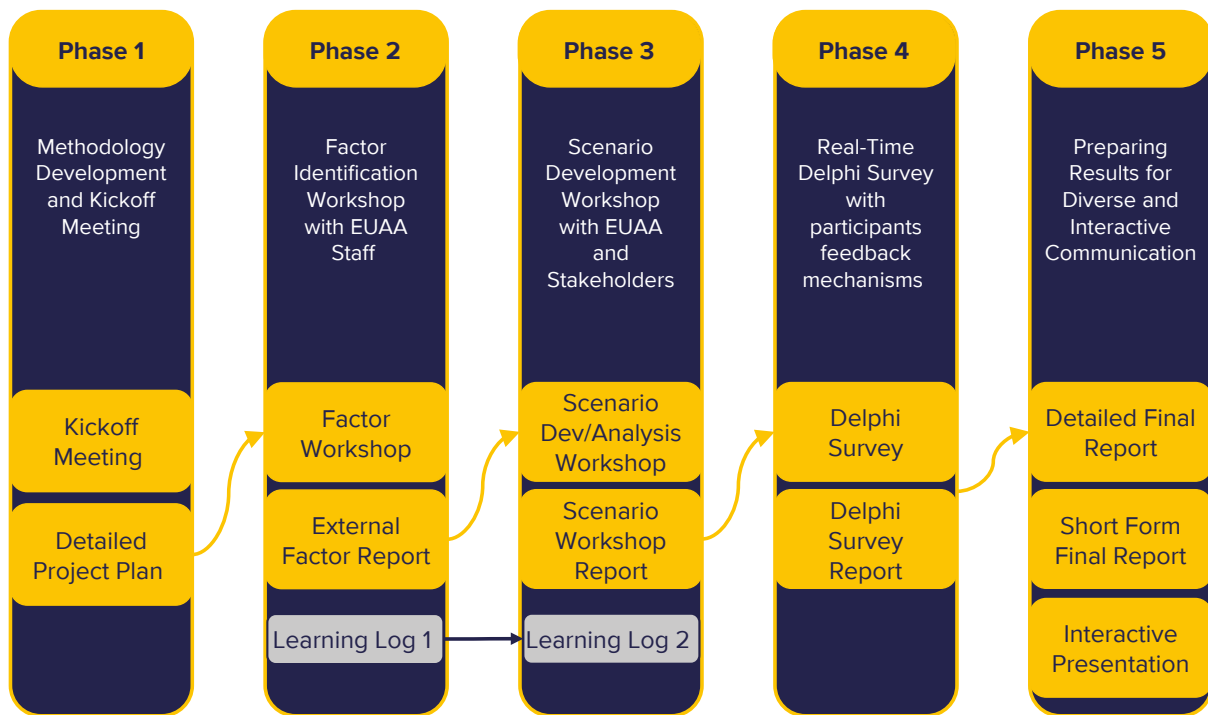 Phase 1
Methodology
Development
and Kickoff
Meeting
Kickoff
Meeting
Detailed
Project Plan
Phase 2
Factor
Identification
Workshop
with EUAA
Staff
Factor
Workshop
External
Factor Report
Learning Log 1
Phase 3
Scenario
Development
Workshop
with EUAA
and
Stakeholders
Scenario
Dev/Analysis
Workshop
Scenario
Workshop
Report
Learning Log 2
Phase 4
Real-Time
Delphi Survey
with
participants
feedback
mechanisms
Delphi
Survey
Delphi
Survey
Report
Phase 5
Preparing
Results for
Diverse and
Interactive
Communication
Detailed Final
Report
Short Form
Final Report
Interactive
Presentation